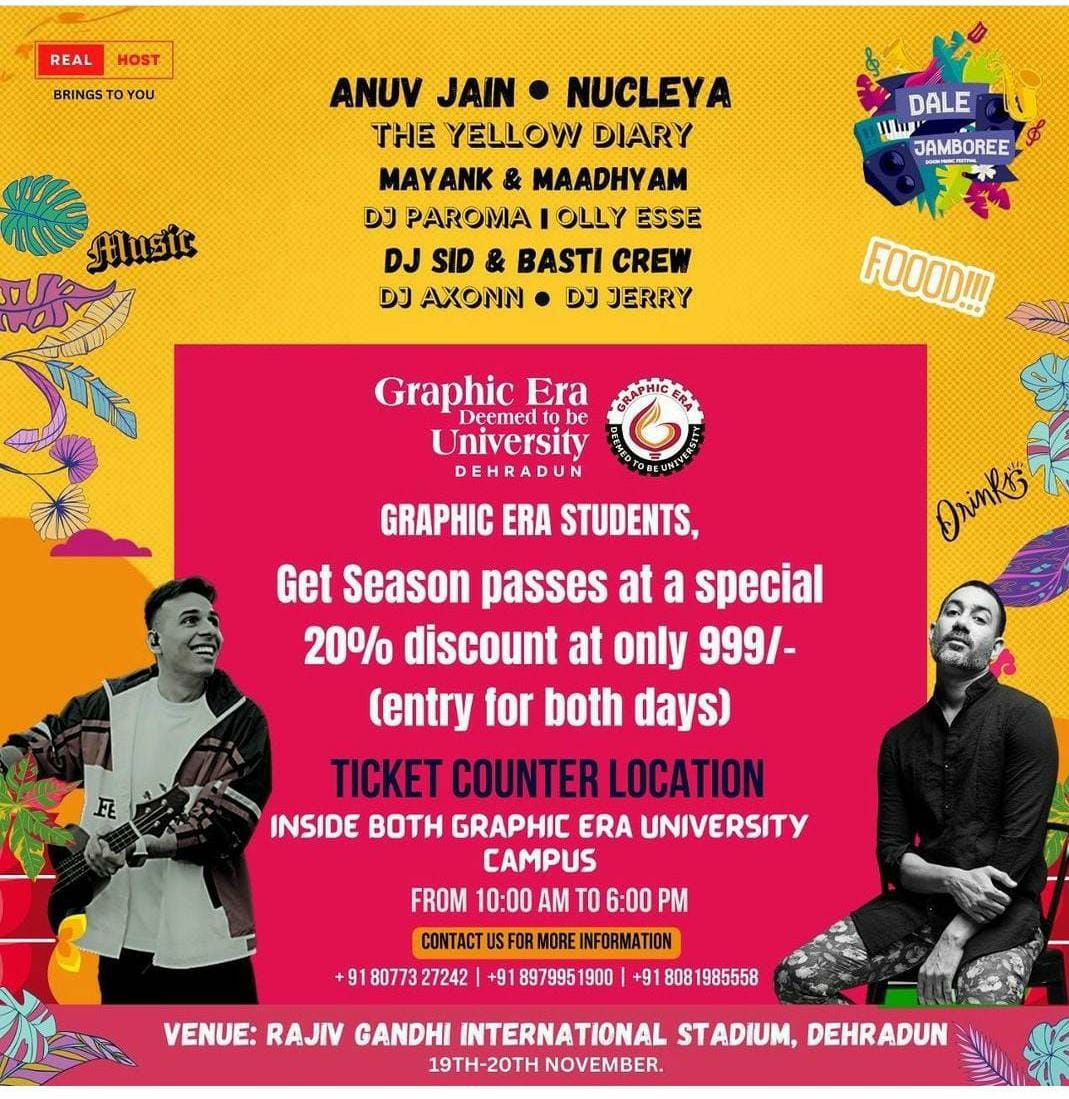 REAL HOST
BRINGS TO YOU
ANUV JAIN • NUCLEYA
THE YELLOW DIARY
MAYANK & MAADHYAM
DJ PAROMA | OLLY ESSE
DJ SID & BASTI CREW
DJ AXONN • DJ JERRY
DALE
JAMBOREE
DOON MUSIC FESTIVAL
Music
FOOOD!!!
Graphic Era
Deemed to be
University
DEHRADUN
GRAPHIC ERA
DEEMED TO BE UNIVERSITY
GRAPHIC ERA STUDENTS,
Drinks
Get Season passes at a special
20% discount at only 999/-
(entry for both days)
TICKET COUNTER LOCATION
INSIDE BOTH GRAPHIC ERA UNIVERSITY
CAMPUS
FROM 10:00 AM TO 6:00 PM
CONTACT US FOR MORE INFORMATION
+91 80773 27242 | +91 8979951900 | +91 8081985558
VENUE: RAJIV GANDHI INTERNATIONAL STADIUM, DEHRADUN
19TH-20TH NOVEMBER.